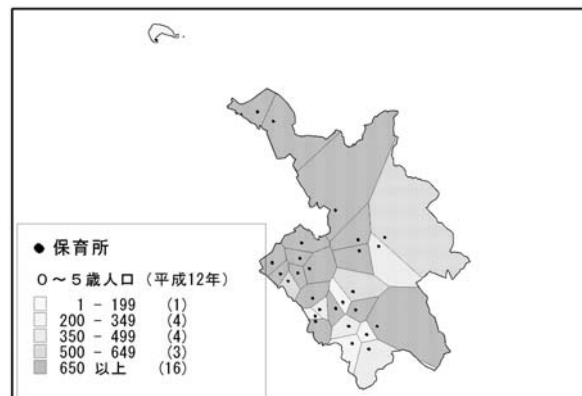 ● 保育所
0～5歳人口 (平成12年)
1 - 199 (1)
200 - 349 (4)
350 - 499 (4)
500 - 649 (3)
650 以上 (16)